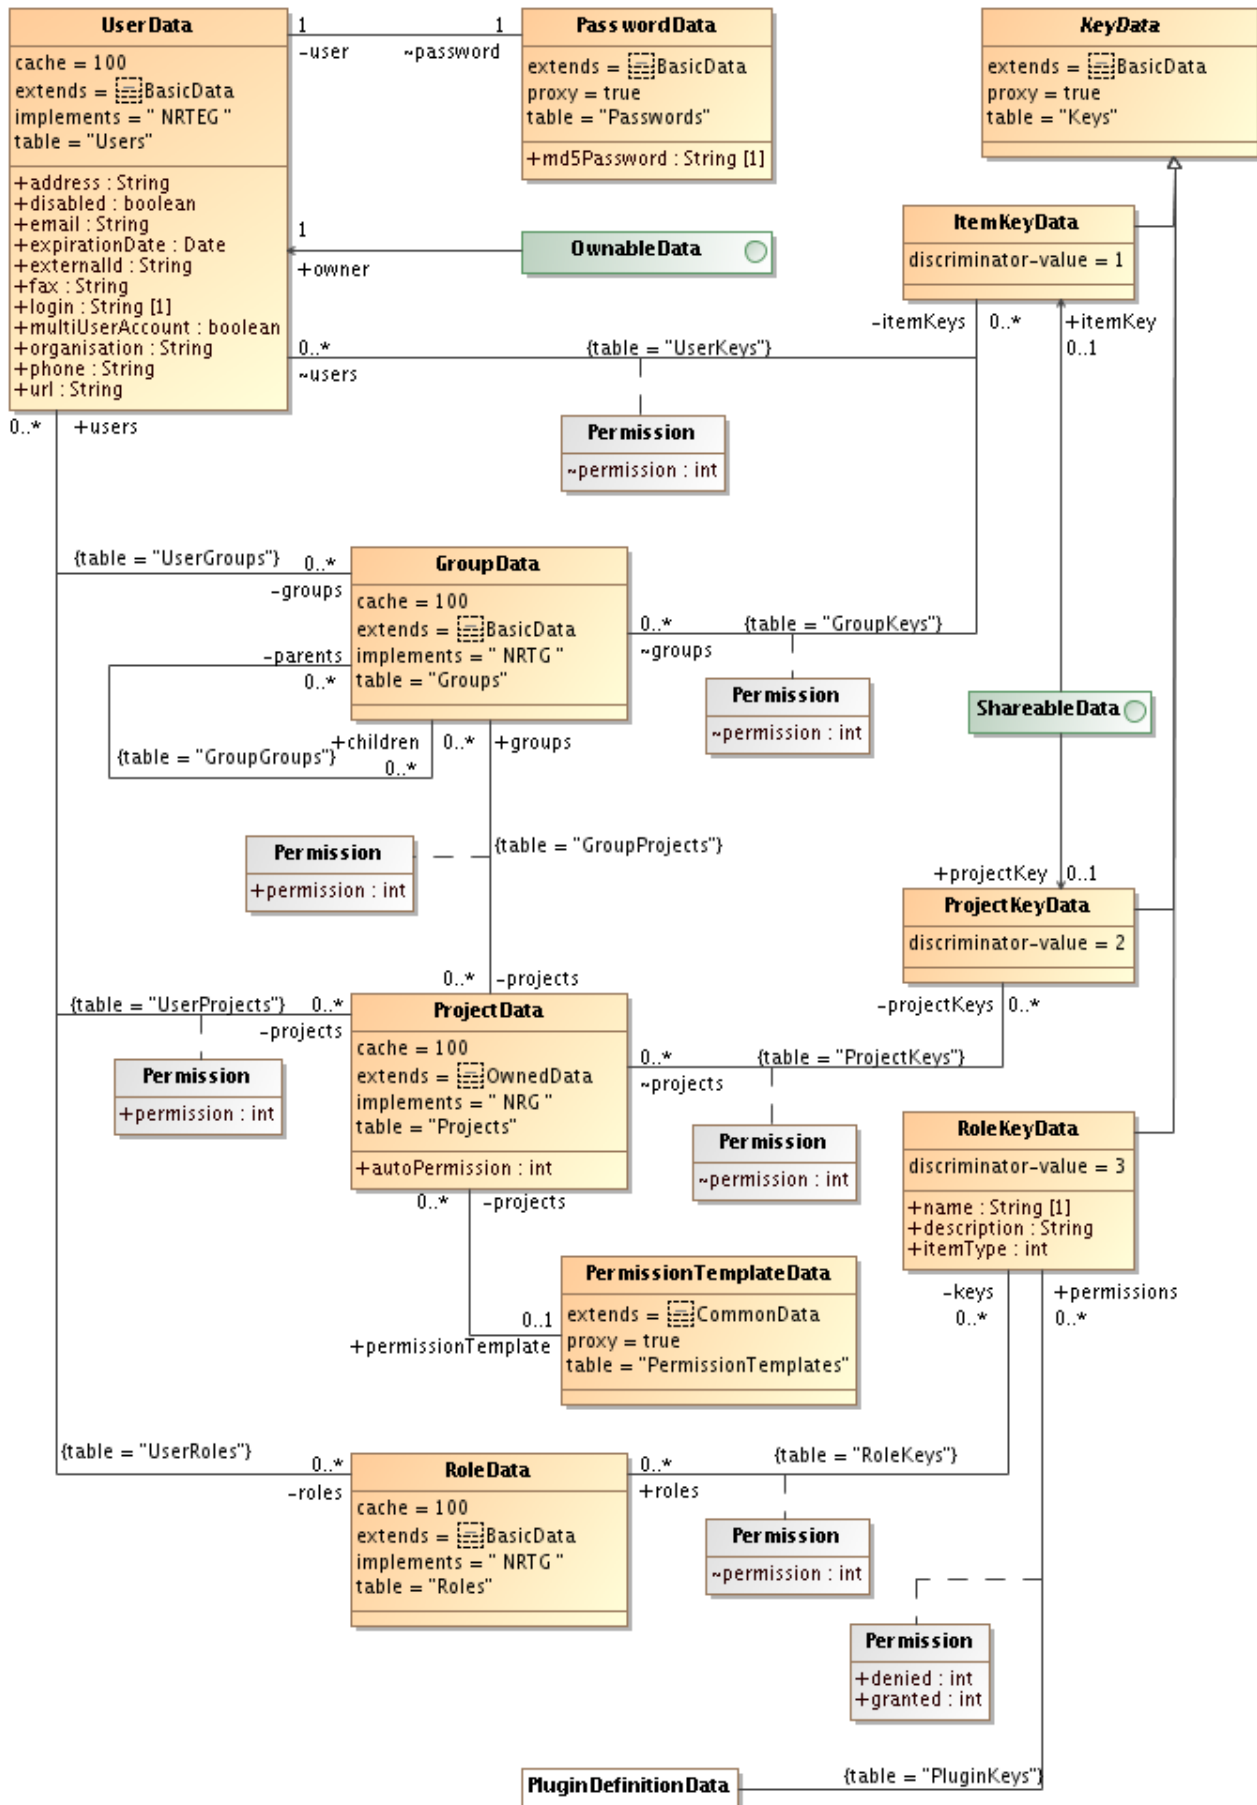 UserData
cache = 100
extends = BasicData
implements = " NRTEG "
table = "Users"
+address : String
+disabled : boolean
+email : String
+expirationDate : Date
+externalId : String
+fax : String
+login : String [1]
+multiUserAccount : boolean
+organisation : String
+phone : String
+url : String
1
-user
1
~password
PasswordData
extends = BasicData
proxy = true
table = "Passwords"
+md5Password : String [1]
KeyData
extends = BasicData
proxy = true
table = "Keys"
1
+owner
OwnableData
ItemKeyData
discriminator-value = 1
-itemKeys
0..*
+itemKey
0..1
0..*
~users
{table = "UserKeys"}
Permission
~permission : int
0..*
+users
{table = "UserGroups"}
0..*
-groups
GroupData
cache = 100
extends = BasicData
implements = " NRTG "
table = "Groups"
-parents
0..*
+children
0..*
{table = "GroupGroups"}
0..*
+groups
0..*
~groups
{table = "GroupKeys"}
Permission
~permission : int
ShareableData
Permission
+permission : int
{table = "GroupProjects"}
+projectKey
0..1
ProjectKeyData
discriminator-value = 2
-projectKeys
0..*
0..*
-projects
{table = "UserProjects"}
0..*
-projects
Permission
+permission : int
ProjectData
cache = 100
extends = OwnedData
implements = " NRG "
table = "Projects"
+autoPermission : int
0..*
~projects
{table = "ProjectKeys"}
Permission
~permission : int
RoleKeyData
discriminator-value = 3
+name : String [1]
+description : String
+itemType : int
0..*
-projects
0..1
+permissionTemplate
PermissionTemplateData
extends = CommonData
proxy = true
table = "PermissionTemplates"
-keys
0..*
+permissions
0..*
{table = "UserRoles"}
0..*
-roles
RoleData
cache = 100
extends = BasicData
implements = " NRTG "
table = "Roles"
0..*
+roles
{table = "RoleKeys"}
Permission
~permission : int
Permission
+denied : int
+granted : int
PluginDefinitionData
{table = "PluginKeys"}